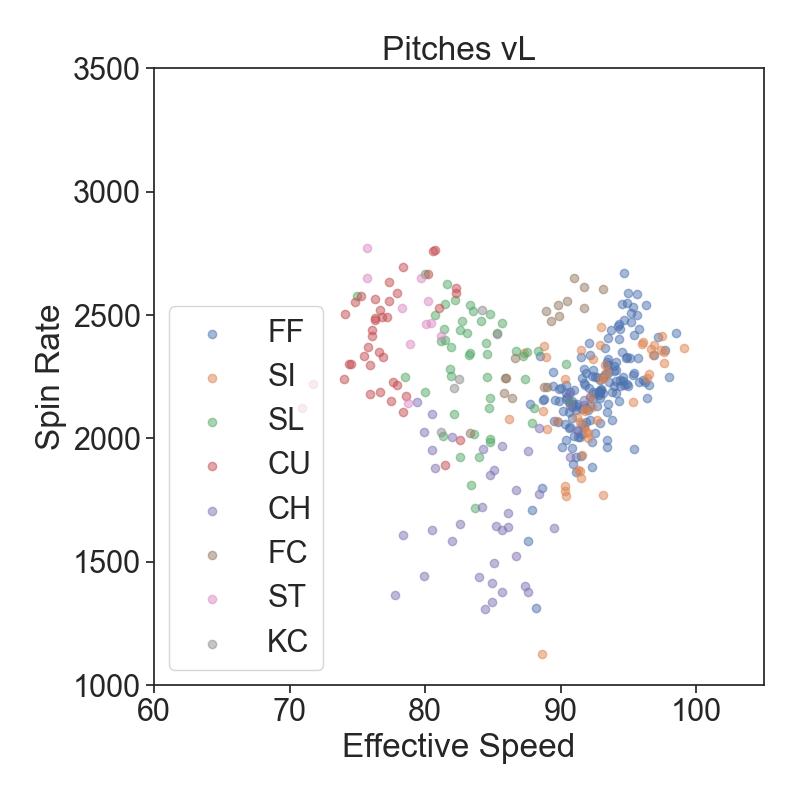 Pitches vL
3500
3000
2500
2000
1500
1000
Spin Rate
FF
SI
SL
CU
CH
FC
ST
KC
60 70 80 90 100
Effective Speed